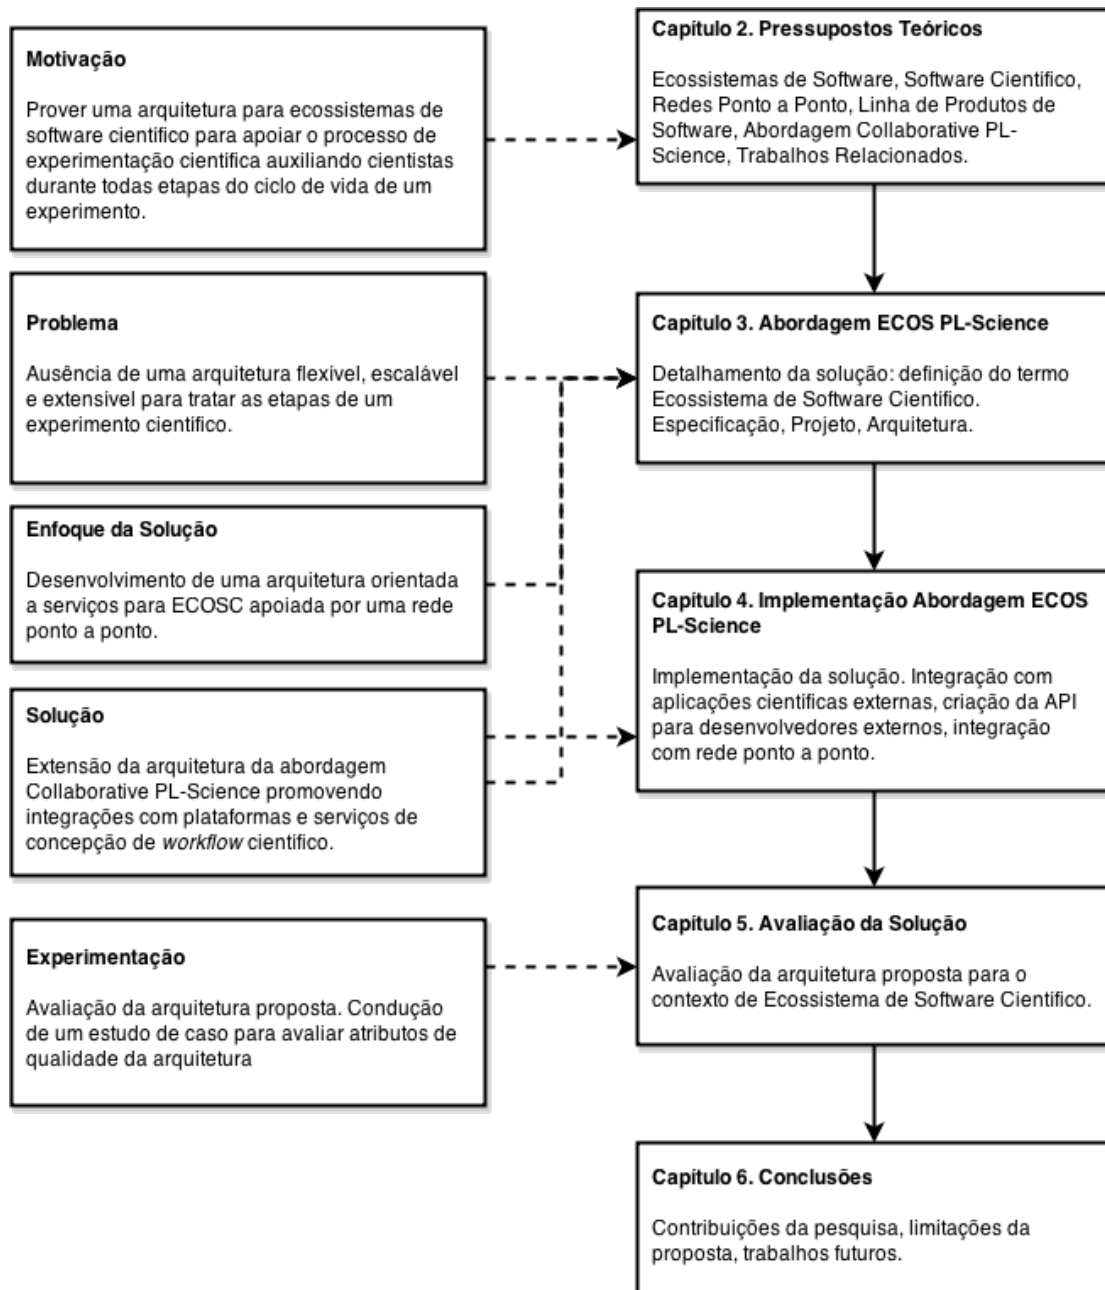 Motivação
Prover uma arquitetura para ecossistemas de
software científico para apoiar o processo de
experimentação científica auxiliando cientistas
durante todas etapas do ciclo de vida de um
experimento.
Problema
Ausência de uma arquitetura flexível, escalável
e extensível para tratar as etapas de um
experimento científico.
Enfoque da Solução
Desenvolvimento de uma arquitetura orientada
a serviços para ECOSC apoiada por uma rede
ponto a ponto.
Solução
Extensão da arquitetura da abordagem
Collaborative PL-Science promovendo
integrações com plataformas e serviços de
concepção de workflow científico.
Experimentação
Avaliação da arquitetura proposta. Condução
de um estudo de caso para avaliar atributos de
qualidade da arquitetura
Capítulo 2. Pressupostos Teóricos
Ecossistemas de Software, Software Científico,
Redes Ponto a Ponto, Linha de Produtos de
Software, Abordagem Collaborative PL-
Science, Trabalhos Relacionados.
Capítulo 3. Abordagem ECOS PL-Science
Detalhamento da solução: definição do termo
Ecossistema de Software Científico.
Especificação, Projeto, Arquitetura.
Capítulo 4. Implementação Abordagem ECOS
PL-Science
Implementação da solução. Integração com
aplicações científicas externas, criação da API
para desenvolvedores externos, integração
com rede ponto a ponto.
Capítulo 5. Avaliação da Solução
Avaliação da arquitetura proposta para o
contexto de Ecossistema de Software Científico.
Capítulo 6. Conclusões
Contribuições da pesquisa, limitações da
proposta, trabalhos futuros.